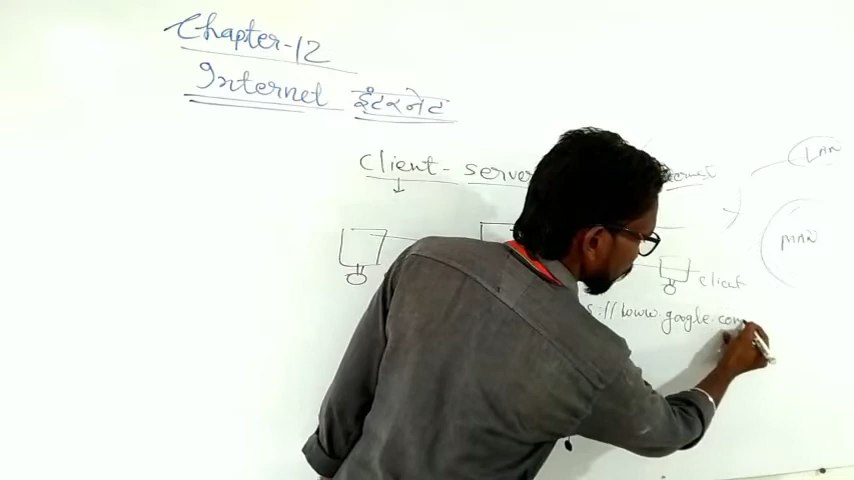 Chapter-12
Internet इंटरनेट
Client - server
LAN
MAN
client
s://www.google.com